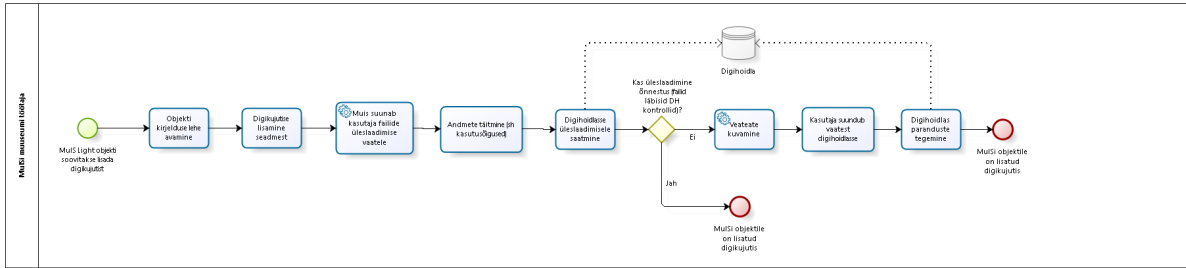 MuISi muuseumi töötaja
MuIS Light objekti
soovitakse lisada
digikujutist
Objekti
kirjelduse lehe
avamine
Digikujutise
lisamine
seadmest
Muis suunab
kasutaja failide
üleslaadimise
vaatele
Andmete täitmine (sh
kasutusõigused)
Digihoidlasse
üleslaadimisele
saatmine
Kas üleslaadimine
õnnestus (failid
läbisid DH
kontrollid)?
Digihoidla
Ei
Jah
Veateate
kuvamine
Kasutaja suundub
vaatest
digihoidlasse
Digihoidlas
paranduste
tegemine
MuISi objektile
on lisatud
digikujutis
MuISi objektile
on lisatud
digikujutis